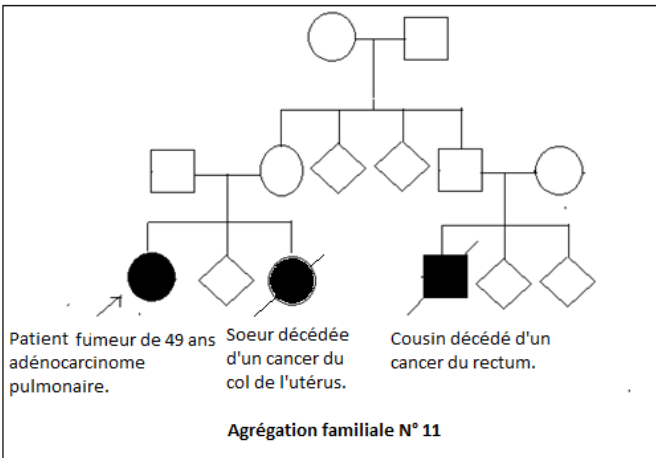 Patient fumeur de 49 ans
adénocarcinome
pulmonaire.
Soeur décédée
d'un cancer du
col de l'utérus.
Cousin décédé d'un
cancer du rectum.
Agrégation familiale N° 11